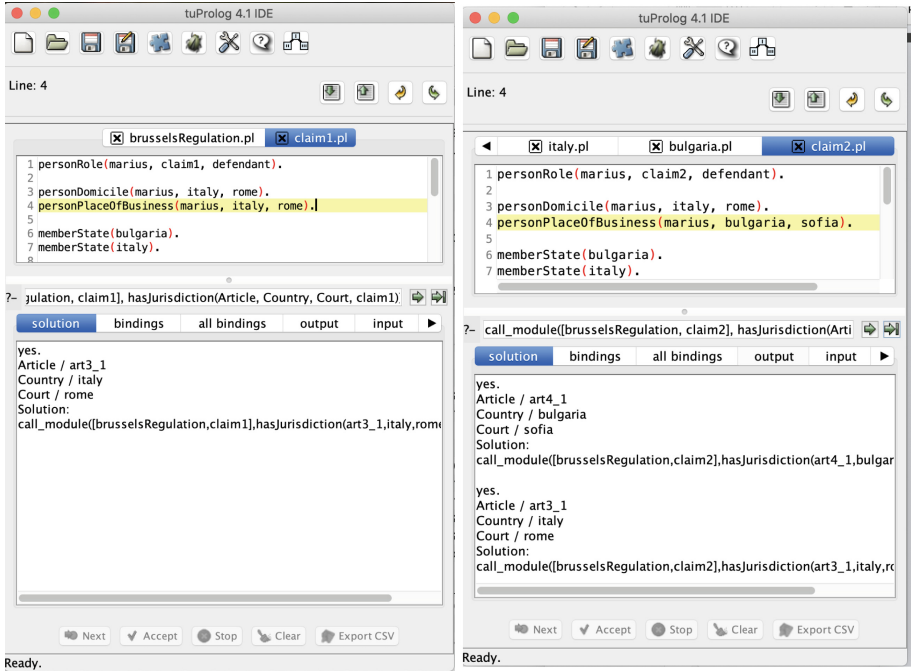 tuProlog 4.1 IDE
Line: 4
brusselsRegulation.pl claim1.pl
1 personRole(marius, claim1, defendant).
2
3 personDomicile(marius, italy, rome).
4 personPlaceOfBusiness(marius, italy, rome).
5
6 memberState(bulgaria).
7 memberState(italy).
8
?- gulation, claim1], hasJurisdiction(Article, Country, Court, claim1)
solution bindings all bindings output input
yes.
Article / art3_1
Country / italy
Court / rome
Solution:
call_module([brusselsRegulation,claim1],hasJurisdiction(art3_1,italy,rome
Next Accept Stop Clear Export CSV
Ready.
tuProlog 4.1 IDE
Line: 4
italy.pl bulgaria.pl claim2.pl
1 personRole(marius, claim2, defendant).
2
3 personDomicile(marius, italy, rome).
4 personPlaceOfBusiness(marius, bulgaria, sofia).
5
6 memberState(bulgaria).
7 memberState(italy).
?- call_module([brusselsRegulation, claim2], hasJurisdiction(Arti
solution bindings all bindings output input
yes.
Article / art4_1
Country / bulgaria
Court / sofia
Solution:
call_module([brusselsRegulation,claim2],hasJurisdiction(art4_1,bulgar
yes.
Article / art3_1
Country / italy
Court / rome
Solution:
call_module([brusselsRegulation,claim2],hasJurisdiction(art3_1,italy,ro
Next Accept Stop Clear Export CSV
Ready.